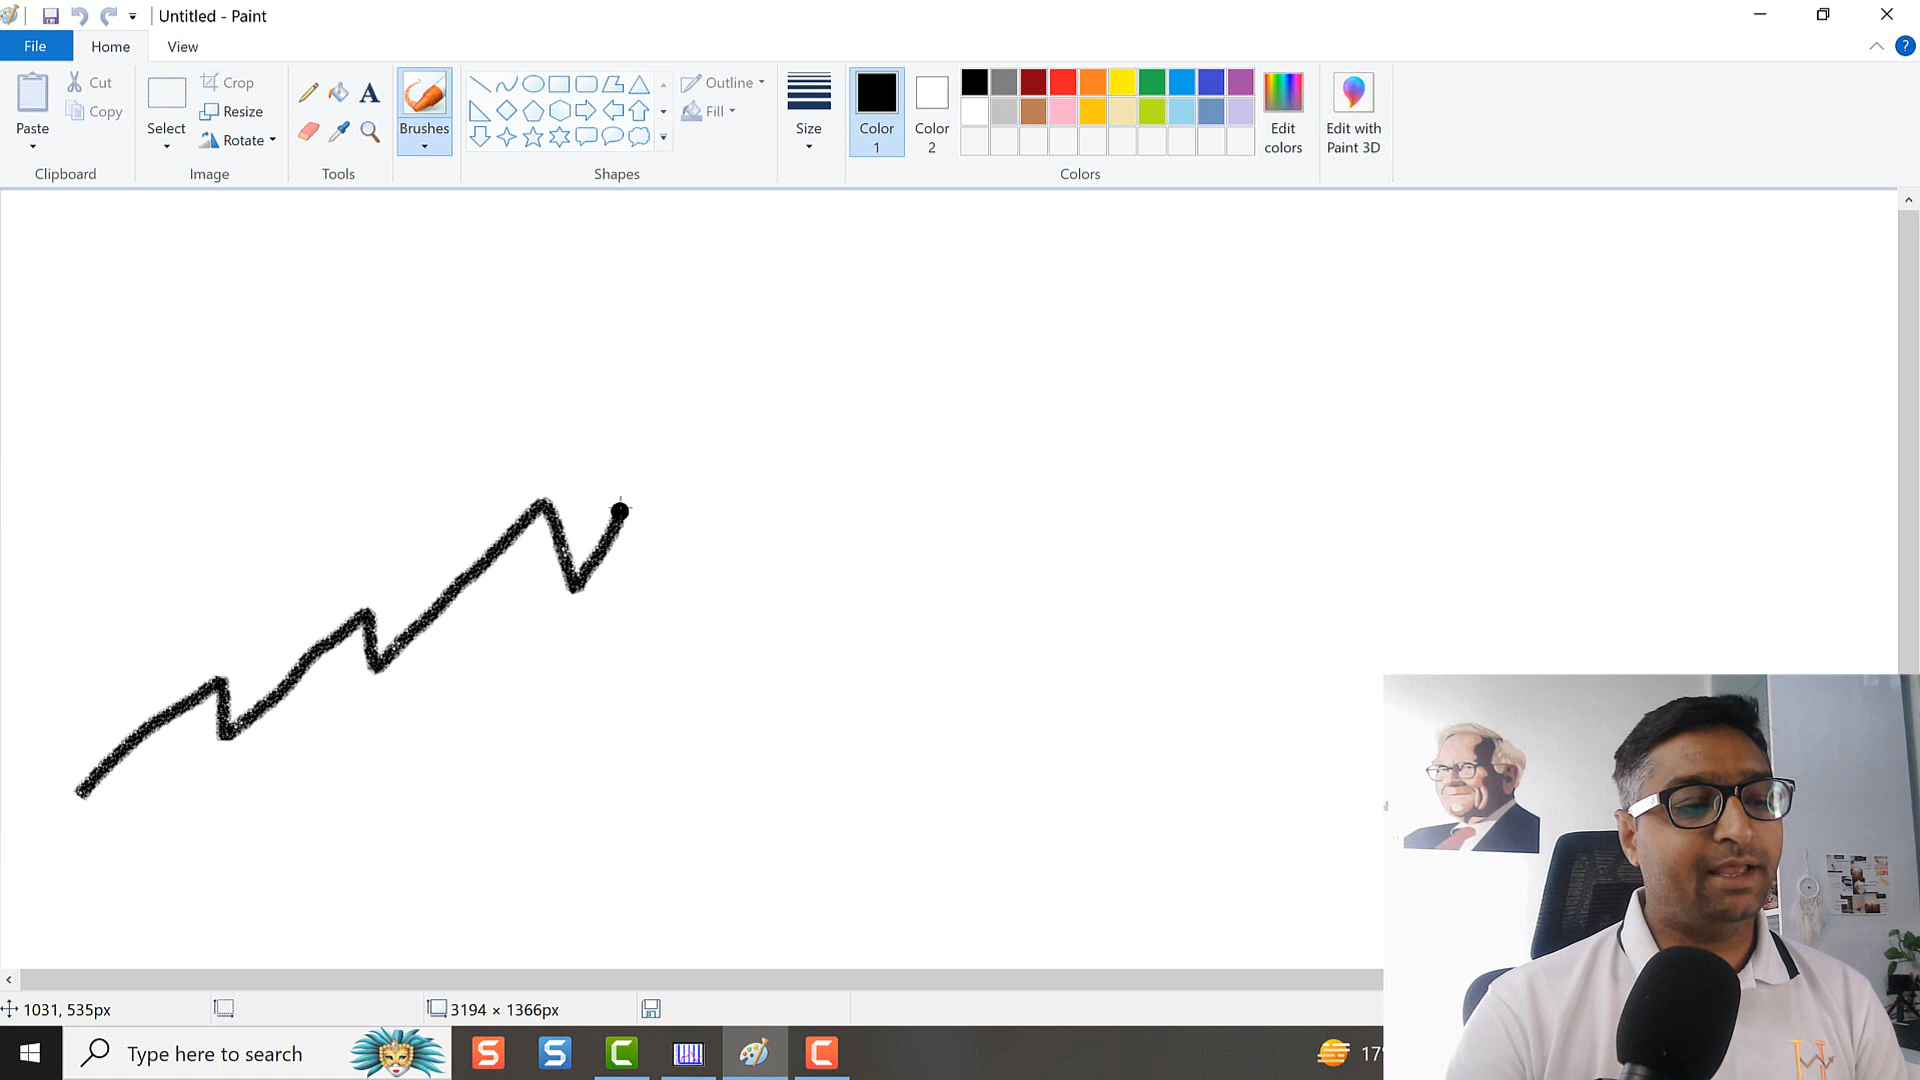 Untitled - Paint
File Home View
Paste
Cut
Copy
Clipboard
Select
Crop
Resize
Rotate
Image
A
Tools
Brushes
Outline
Fill
Shapes
Size
Color 1
Color 2
Edit colors
Colors
Edit with Paint 3D
?
1031, 535px
3194 × 1366px
Type here to search
S
S
C
C
17°